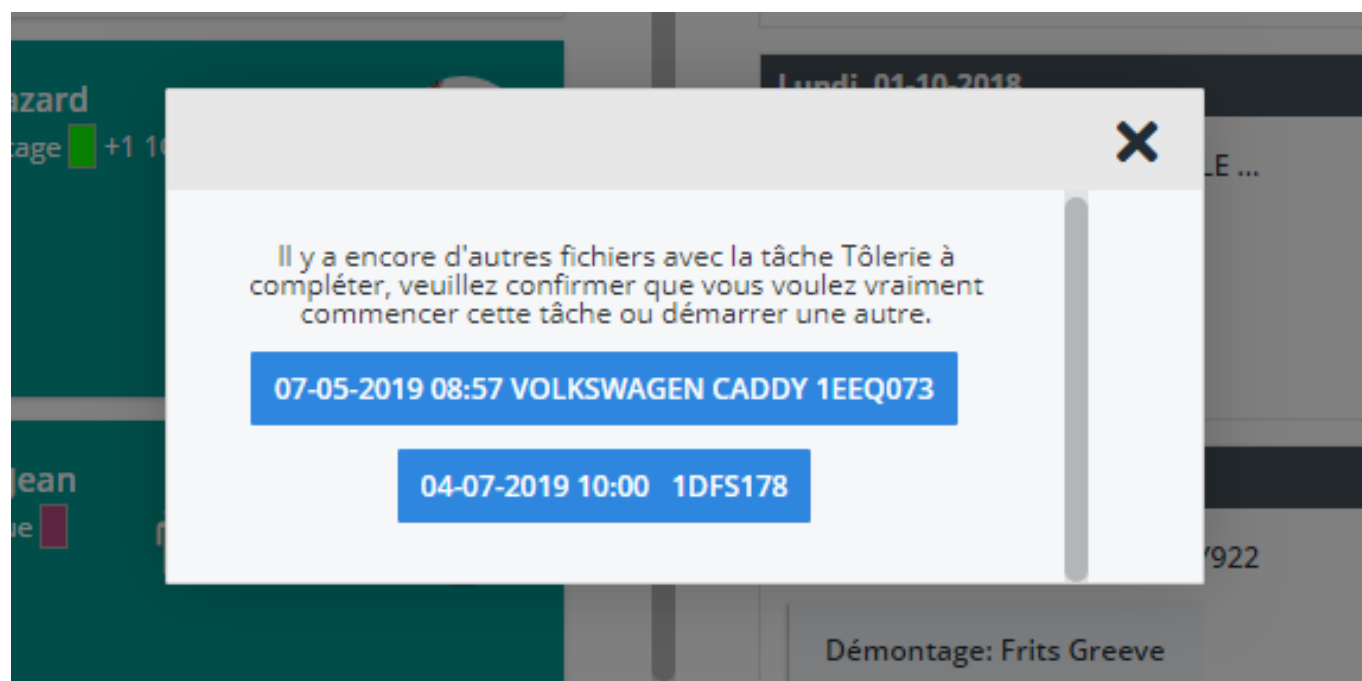 azard
tage +1 1
Lundi 01-10-2018
LE ...
Il y a encore d'autres fichiers avec la tâche Tôlerie à
compléter, veuillez confirmer que vous voulez vraiment
commencer cette tâche ou démarrer une autre.
07-05-2019 08:57 VOLKSWAGEN CADDY 1EEQ073
04-07-2019 10:00 1DFS178
Jean
ue
922
Démontage: Frits Greeve